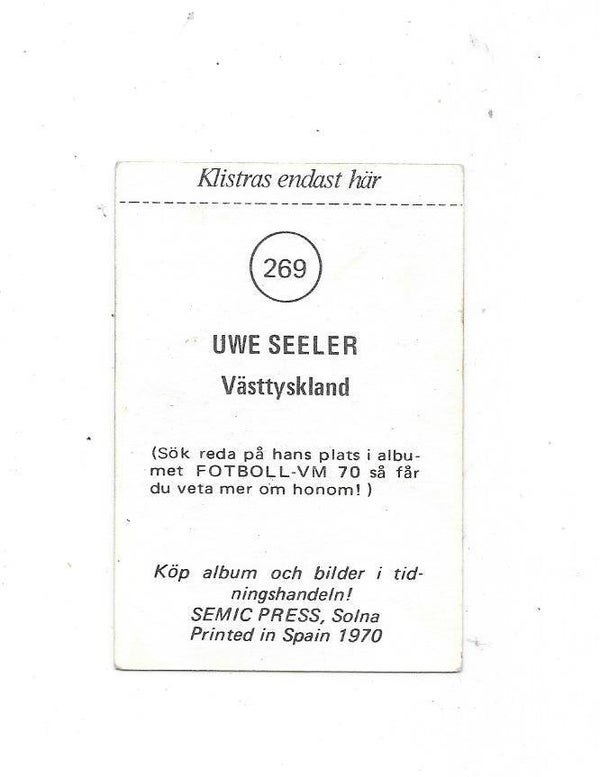 Klistras endast här
269
UWE SEELER
Västtyskland
(Sök reda på hans plats i albu-
met FOTBOLL-VM 70 så får
du veta mer om honom! )
Köp album och bilder i tid-
ningshandeln!
SEMIC PRESS, Solna
Printed in Spain 1970